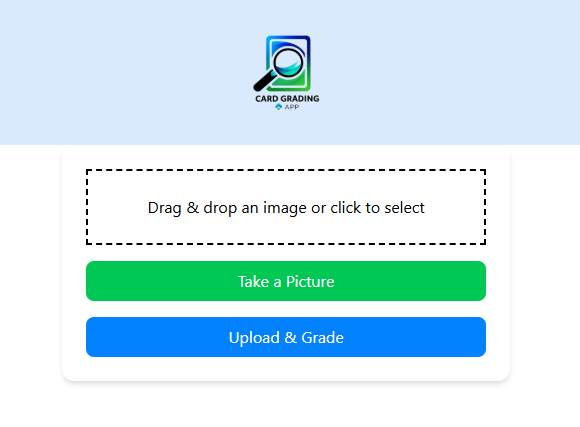 CARD GRADING
APP
Drag & drop an image or click to select
Take a Picture
Upload & Grade